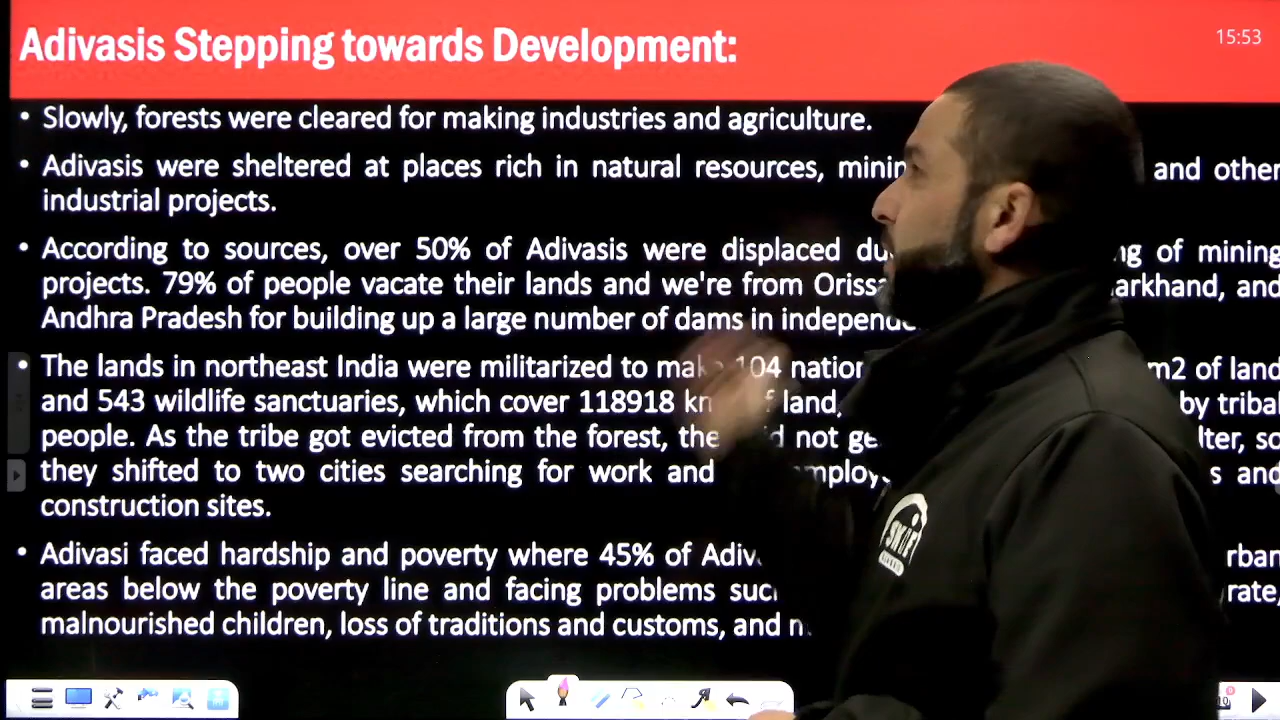 Adivasis Stepping towards Development:
15:53
• Slowly, forests were cleared for making industries and agriculture.
• Adivasis were sheltered at places rich in natural resources, and other
industrial projects.
• According to sources, over 50% of Adivasis were displaced of mining
projects. 79% of people vacate their lands and we're from and
Andhra Pradesh for building up a large number of dams in
• The lands in northeast India were militarized to 104 m2 of land
and 543 wildlife sanctuaries, which cover 118918 land, by tribal
people. As the tribe got evicted from the forest, not so
they shifted to two cities searching for work and and
construction sites.
• Adivasi faced hardship and poverty where 45% of
areas below the poverty line and facing problems rate,
malnourished children, loss of traditions and customs, and
SKIF